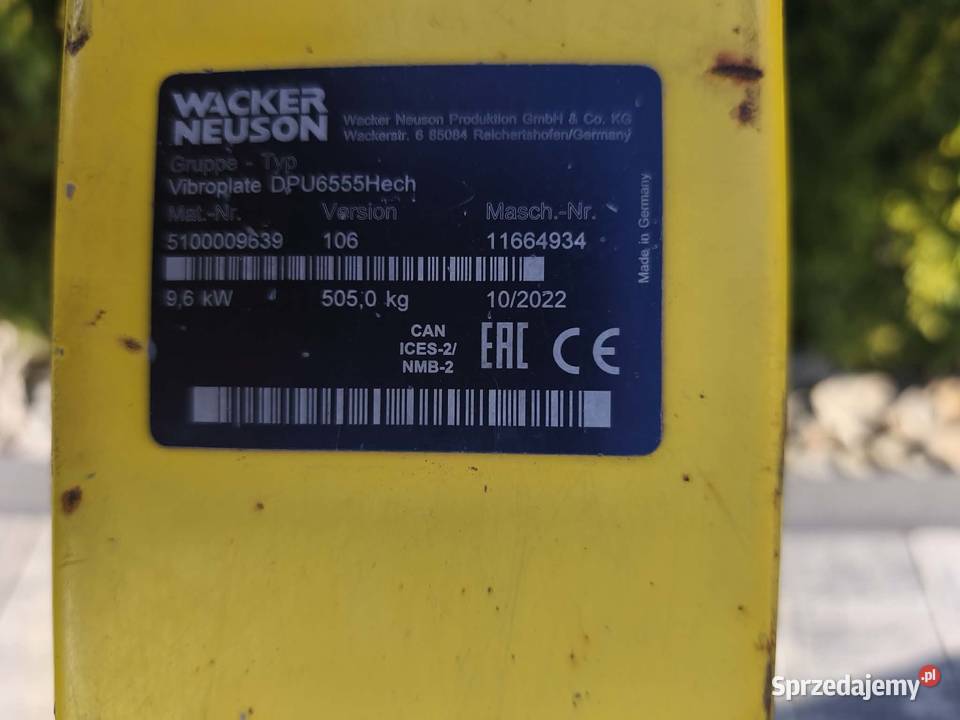 WACKER
NEUSON
Wacker Neuson Produktion GmbH & Co. KG
Wackerstr. 6 85084 Reichertshofen/Germany
Gruppe - Typ
Vibroplate DPU6555Hech
Mat.-Nr. Version Masch.-Nr.
5100009639 106 11664934
9,6 kW 505,0 kg 10/2022
CAN
ICES-2/
NMB-2
EAC CE
Made in Germany
Sprzedajemy.pl